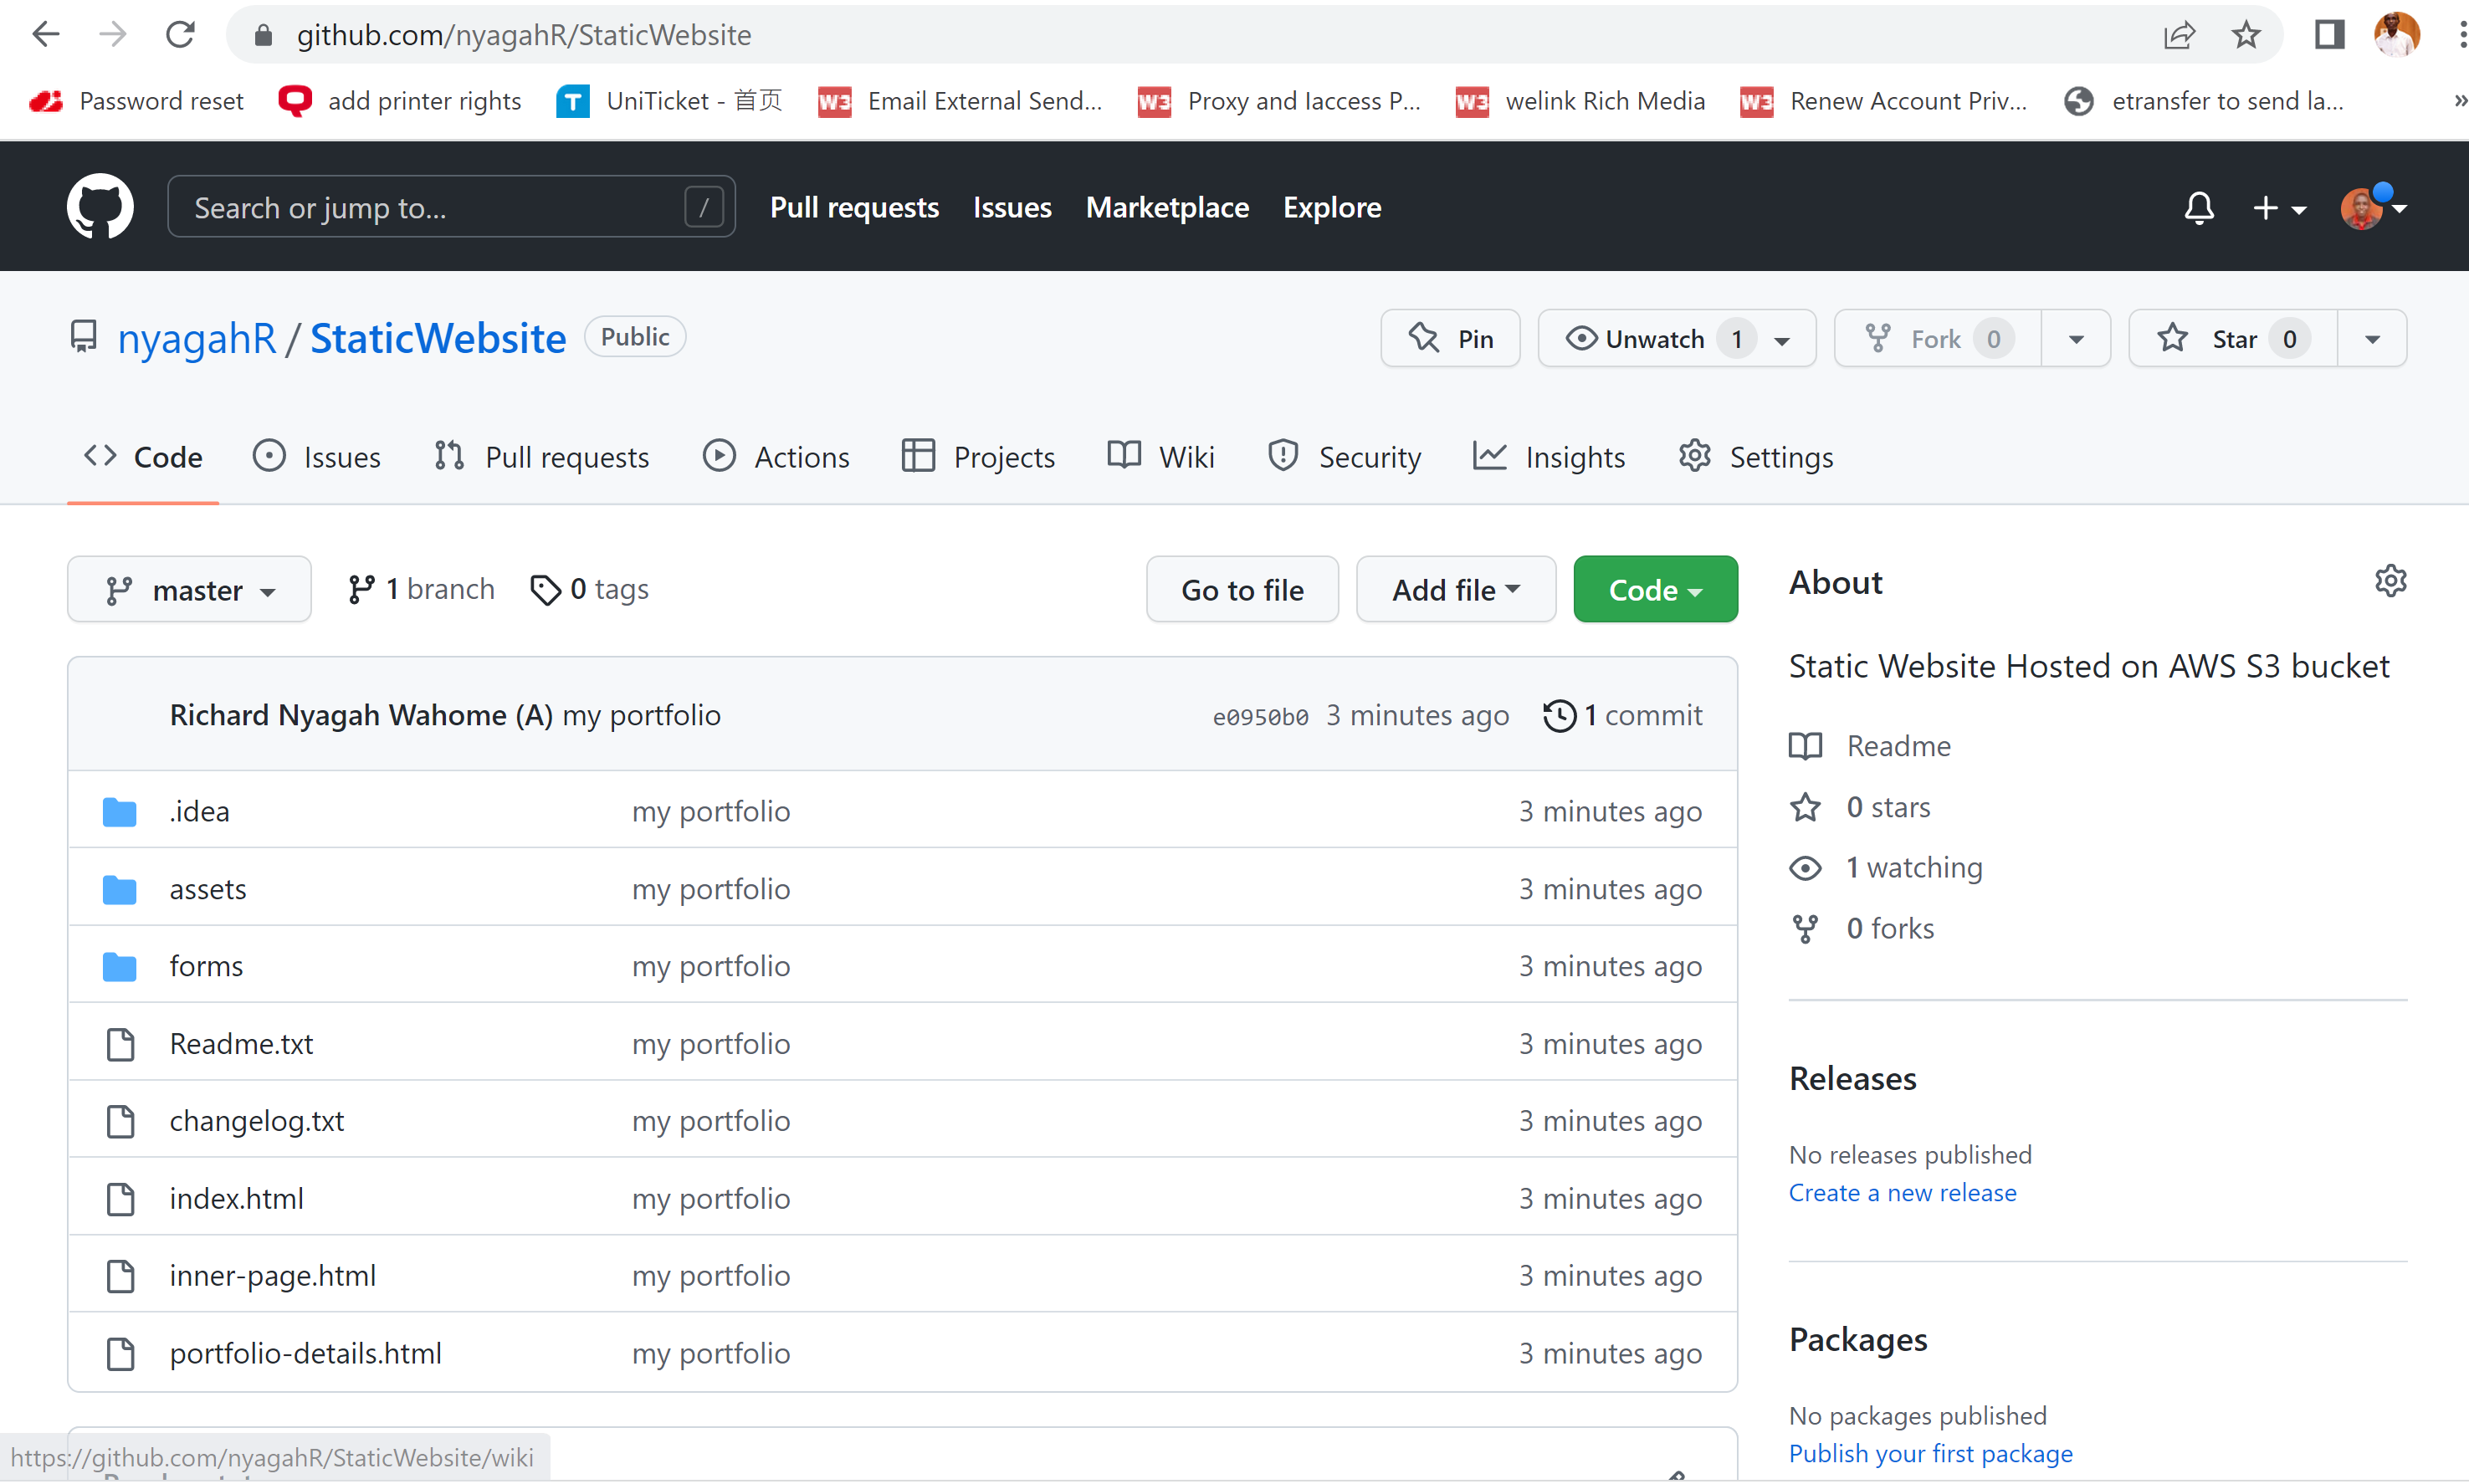 github.com/nyagahR/StaticWebsite
Password reset add printer rights UniTicket - 首页 W3 Email External Send... W3 Proxy and Iaccess P... W3 welink Rich Media W3 Renew Account Priv... etransfer to send la... »
Search or jump to... / Pull requests Issues Marketplace Explore
nyagahR / StaticWebsite Public Pin Unwatch 1 Fork 0 Star 0
Code Issues Pull requests Actions Projects Wiki Security Insights Settings
master 1 branch 0 tags Go to file Add file Code
Richard Nyagah Wahome (A) my portfolio e0950b0 3 minutes ago 1 commit
.idea my portfolio 3 minutes ago
assets my portfolio 3 minutes ago
forms my portfolio 3 minutes ago
Readme.txt my portfolio 3 minutes ago
changelog.txt my portfolio 3 minutes ago
index.html my portfolio 3 minutes ago
inner-page.html my portfolio 3 minutes ago
portfolio-details.html my portfolio 3 minutes ago
About
Static Website Hosted on AWS S3 bucket
Readme
0 stars
1 watching
0 forks
Releases
No releases published
Create a new release
Packages
No packages published
Publish your first package
https://github.com/nyagahR/StaticWebsite/wiki